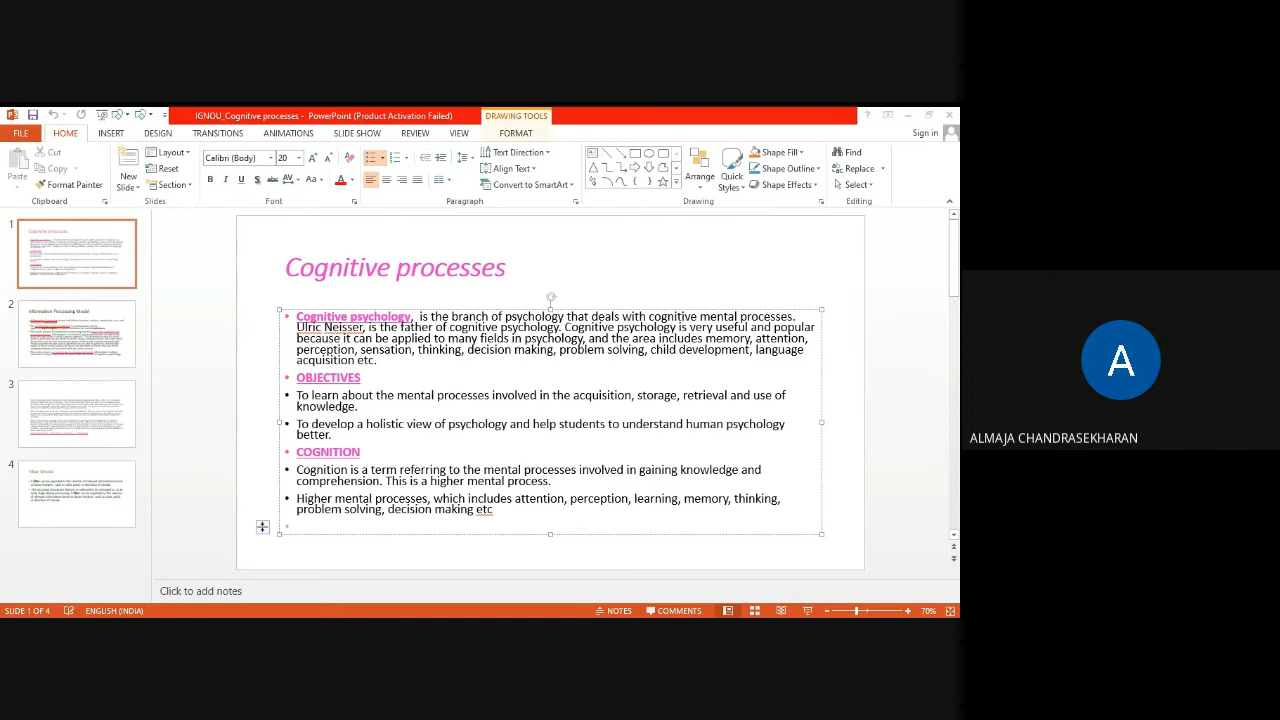 IGNOU_Cognitive processes - PowerPoint (Product Activation Failed)
DRAWING TOOLS
FILE HOME INSERT DESIGN TRANSITIONS ANIMATIONS SLIDE SHOW REVIEW VIEW FORMAT
Sign in
Paste
Cut
Copy
Format Painter
Clipboard
New
Slide
Layout
Reset
Section
Slides
Calibri (Body) 20
Font
Text Direction
Align Text
Convert to SmartArt
Paragraph
Arrange
Quick
Styles
Shape Fill
Shape Outline
Shape Effects
Drawing
Find
Replace
Select
Editing
1
2
Information Processing Model
3
4
Filter Model
Cognitive processes
• Cognitive psychology, is the branch of psychology that deals with cognitive mental processes.
Ulric Neisser, is the father of cognitive psychology. Cognitive psychology is very useful and popular
because it can be applied to many areas in psychology, and the area includes memory, attention,
perception, sensation, thinking, decision making, problem solving, child development, language
acquisition etc.
• OBJECTIVES
• To learn about the mental processes involved in the acquisition, storage, retrieval and use of
knowledge.
• To develop a holistic view of psychology and help students to understand human psychology
better.
• COGNITION
• Cognition is a term referring to the mental processes involved in gaining knowledge and
comprehension. This is a higher mental process.
• Higher mental processes, which includes attention, perception, learning, memory, thinking,
problem solving, decision making etc
Click to add notes
SLIDE 1 OF 4 ENGLISH (INDIA) NOTES COMMENTS 70%
A
ALMAJA CHANDRASEKHARAN